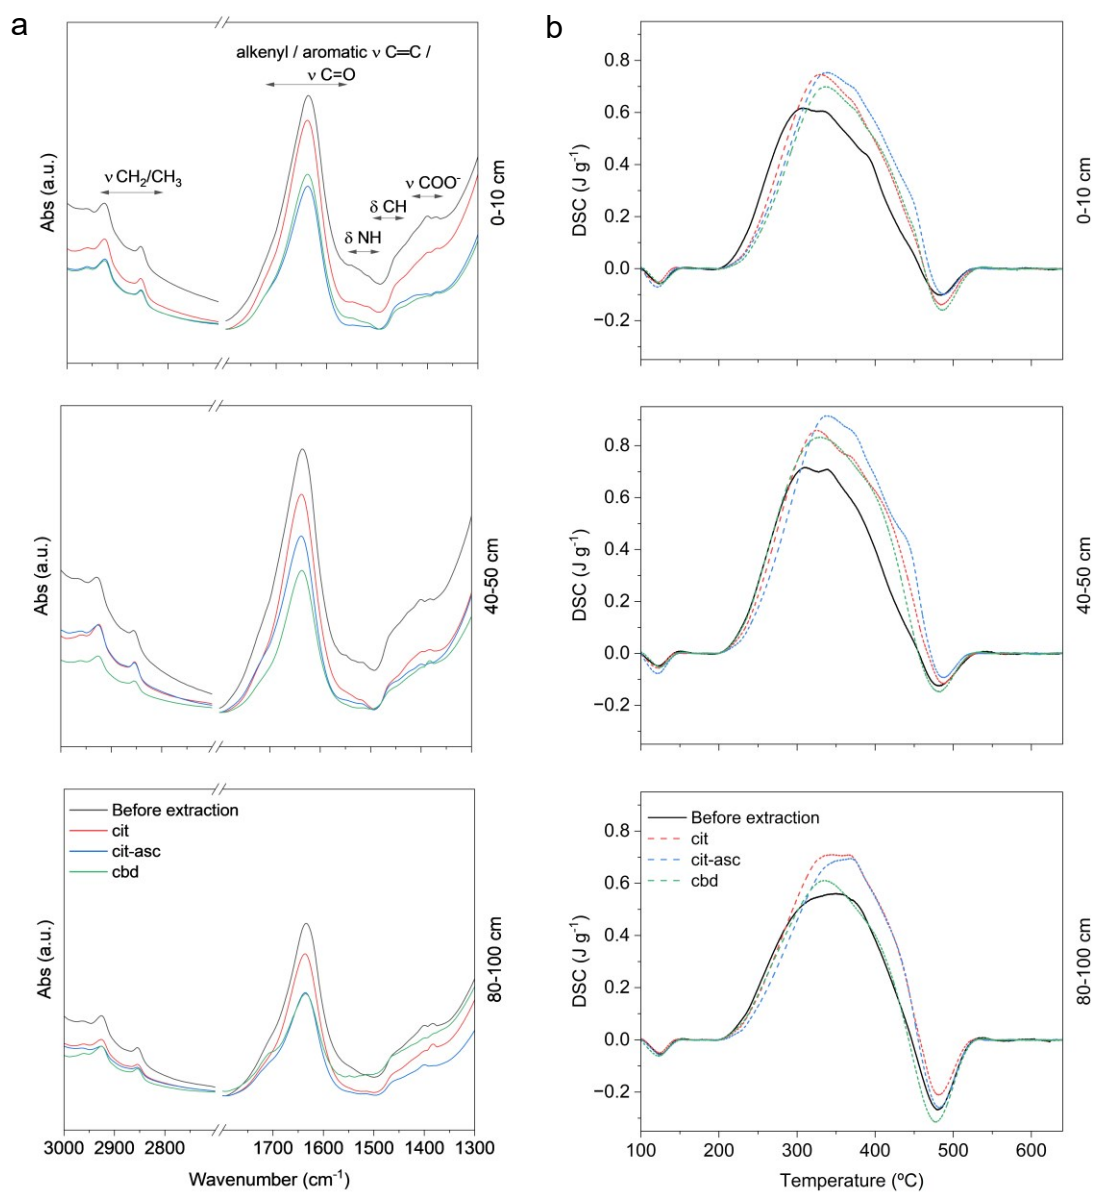 a
alkenyl / aromatic ν C=C /
ν C=O
ν CH2/CH3
ν COO-
δ CH
δ NH
Abs (a.u.)
0-10 cm
Abs (a.u.)
40-50 cm
Before extraction
cit
cit-asc
cbd
Abs (a.u.)
80-100 cm
3000 2900 2800 1700 1600 1500 1400 1300
Wavenumber (cm-1)
b
0.8
0.6
0.4
0.2
0.0
−0.2
DSC (J g-1)
0-10 cm
0.8
0.6
0.4
0.2
0.0
−0.2
DSC (J g-1)
40-50 cm
Before extraction
cit
cit-asc
cbd
0.8
0.6
0.4
0.2
0.0
−0.2
DSC (J g-1)
80-100 cm
100 200 300 400 500 600
Temperature (ºC)